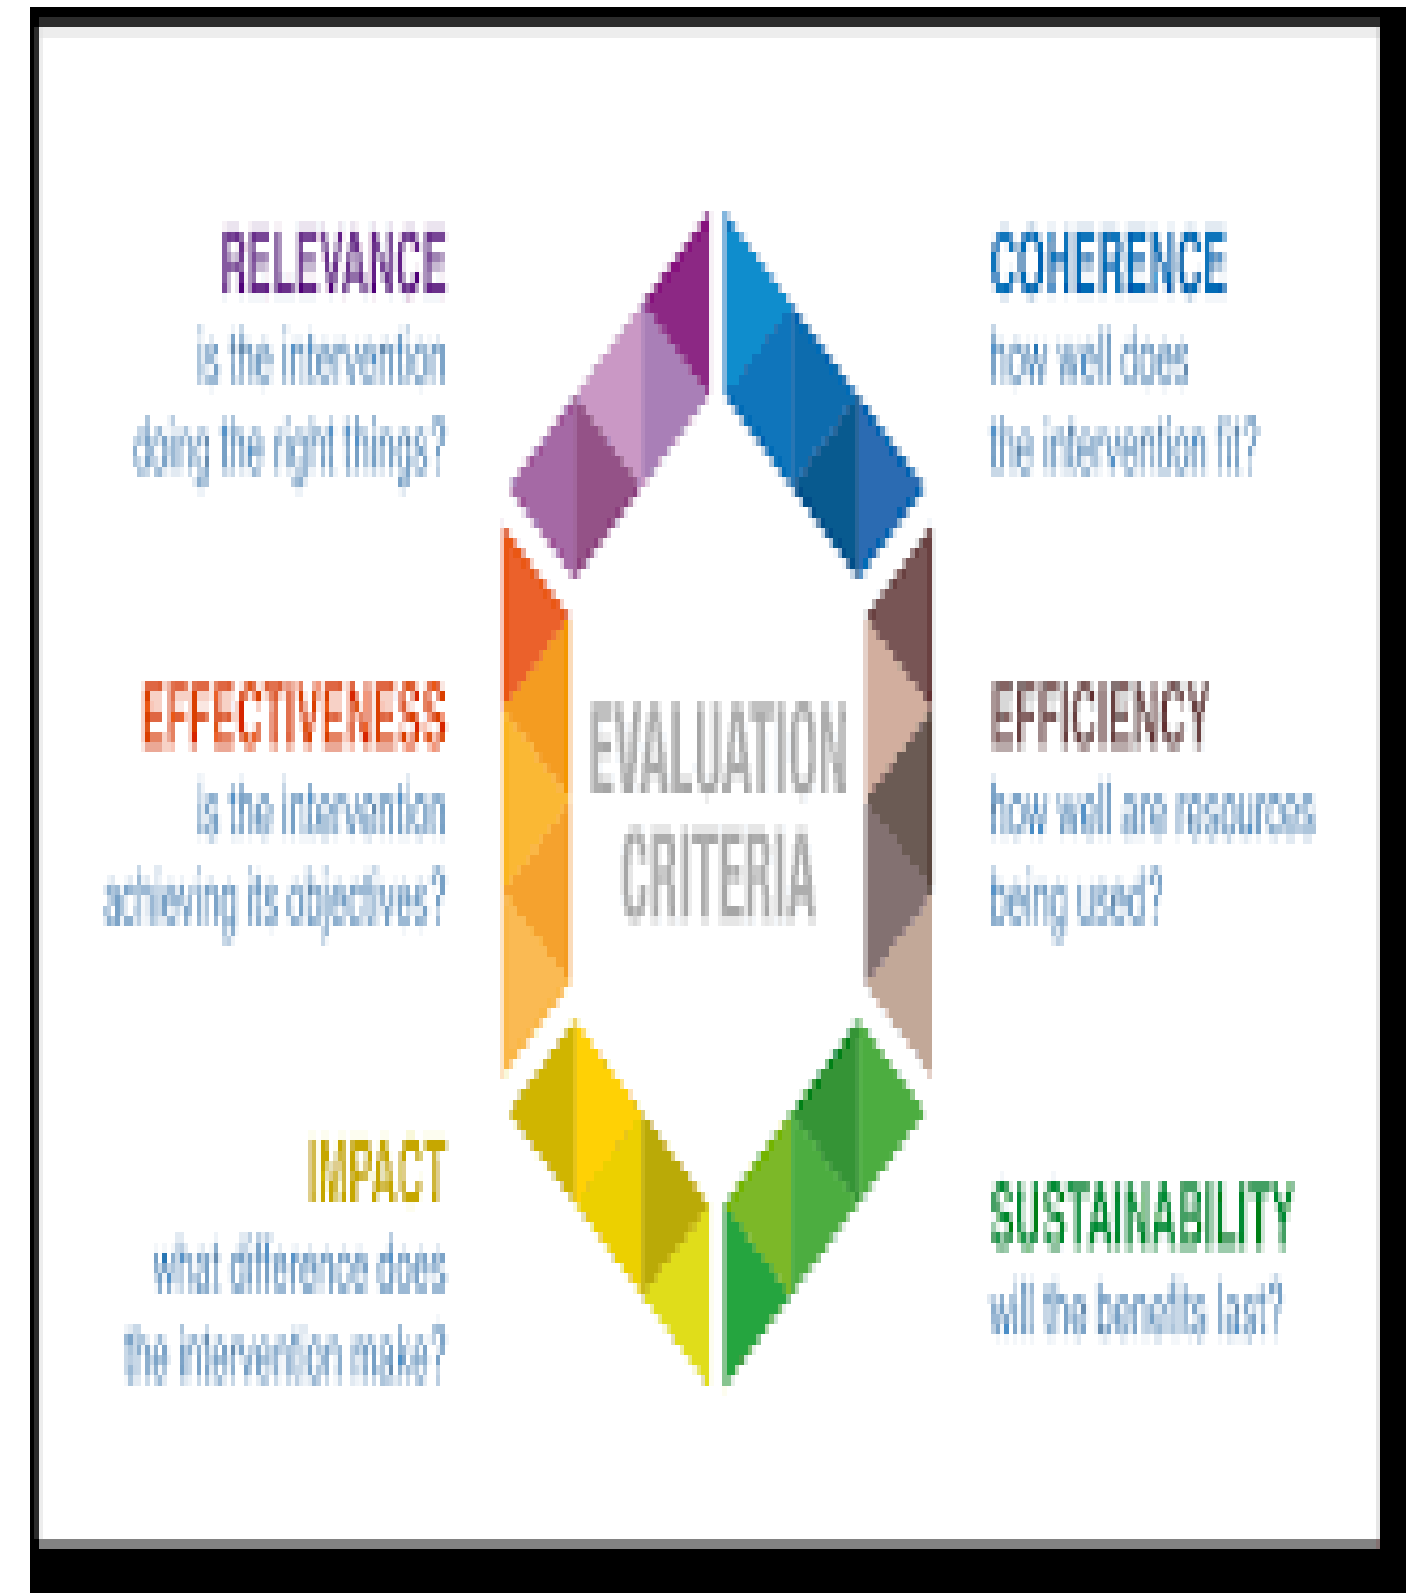 RELEVANCE
is the intervention
doing the right things?
COHERENCE
how well does
the intervention fit?
EFFECTIVENESS
is the intervention
achieving its objectives?
EVALUATION
CRITERIA
EFFICIENCY
how well are resources
being used?
IMPACT
what difference does
the intervention make?
SUSTAINABILITY
will the benefits last?